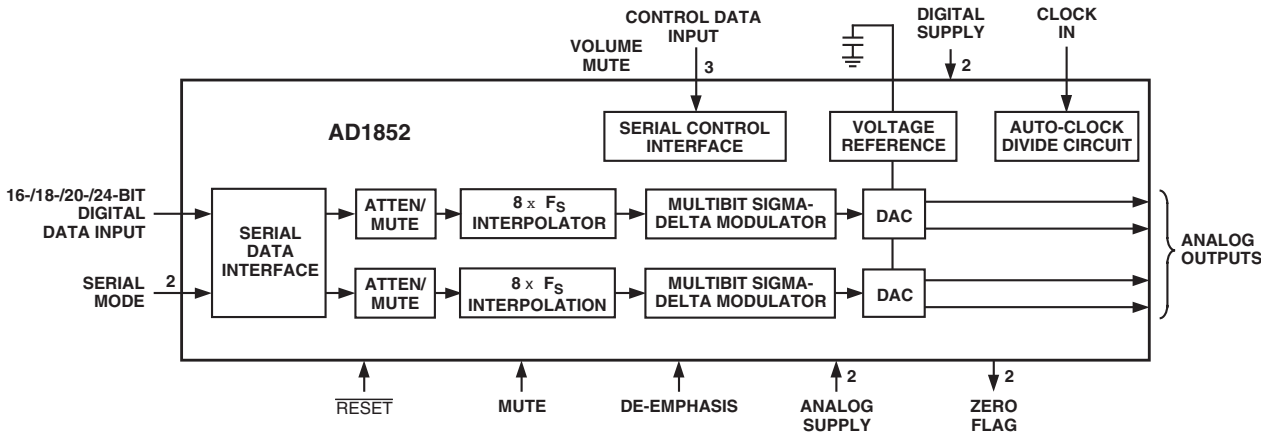 CONTROL DATA
INPUT
VOLUME
MUTE
3
DIGITAL
SUPPLY
2
CLOCK
IN
AD1852
SERIAL CONTROL
INTERFACE
VOLTAGE
REFERENCE
AUTO-CLOCK
DIVIDE CIRCUIT
16-/18-/20-/24-BIT
DIGITAL
DATA INPUT
SERIAL
MODE
2
SERIAL
DATA
INTERFACE
ATTEN/
MUTE
8 x FS
INTERPOLATOR
MULTIBIT SIGMA-
DELTA MODULATOR
DAC
ATTEN/
MUTE
8 x FS
INTERPOLATION
MULTIBIT SIGMA-
DELTA MODULATOR
DAC
ANALOG
OUTPUTS
RESET
MUTE
DE-EMPHASIS
2
ANALOG
SUPPLY
2
ZERO
FLAG